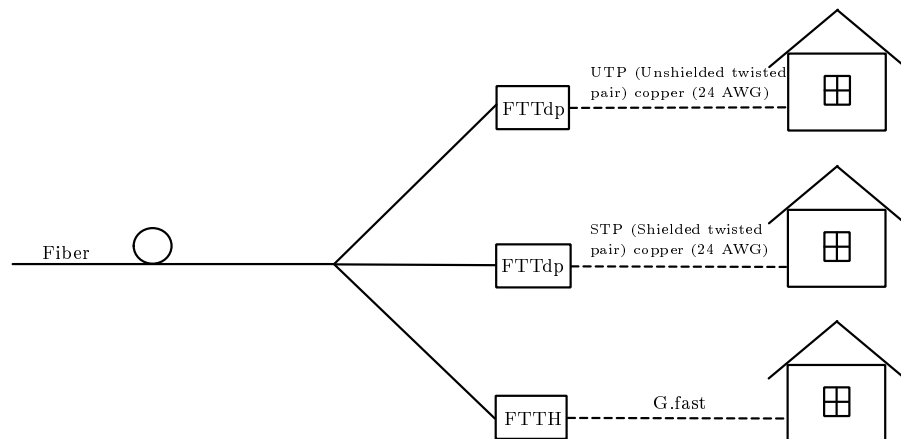 UTP (Unshielded twisted
pair) copper (24 AWG)
FTTdp
STP (Shielded twisted
pair) copper (24 AWG)
Fiber
FTTdp
G.fast
FTTH